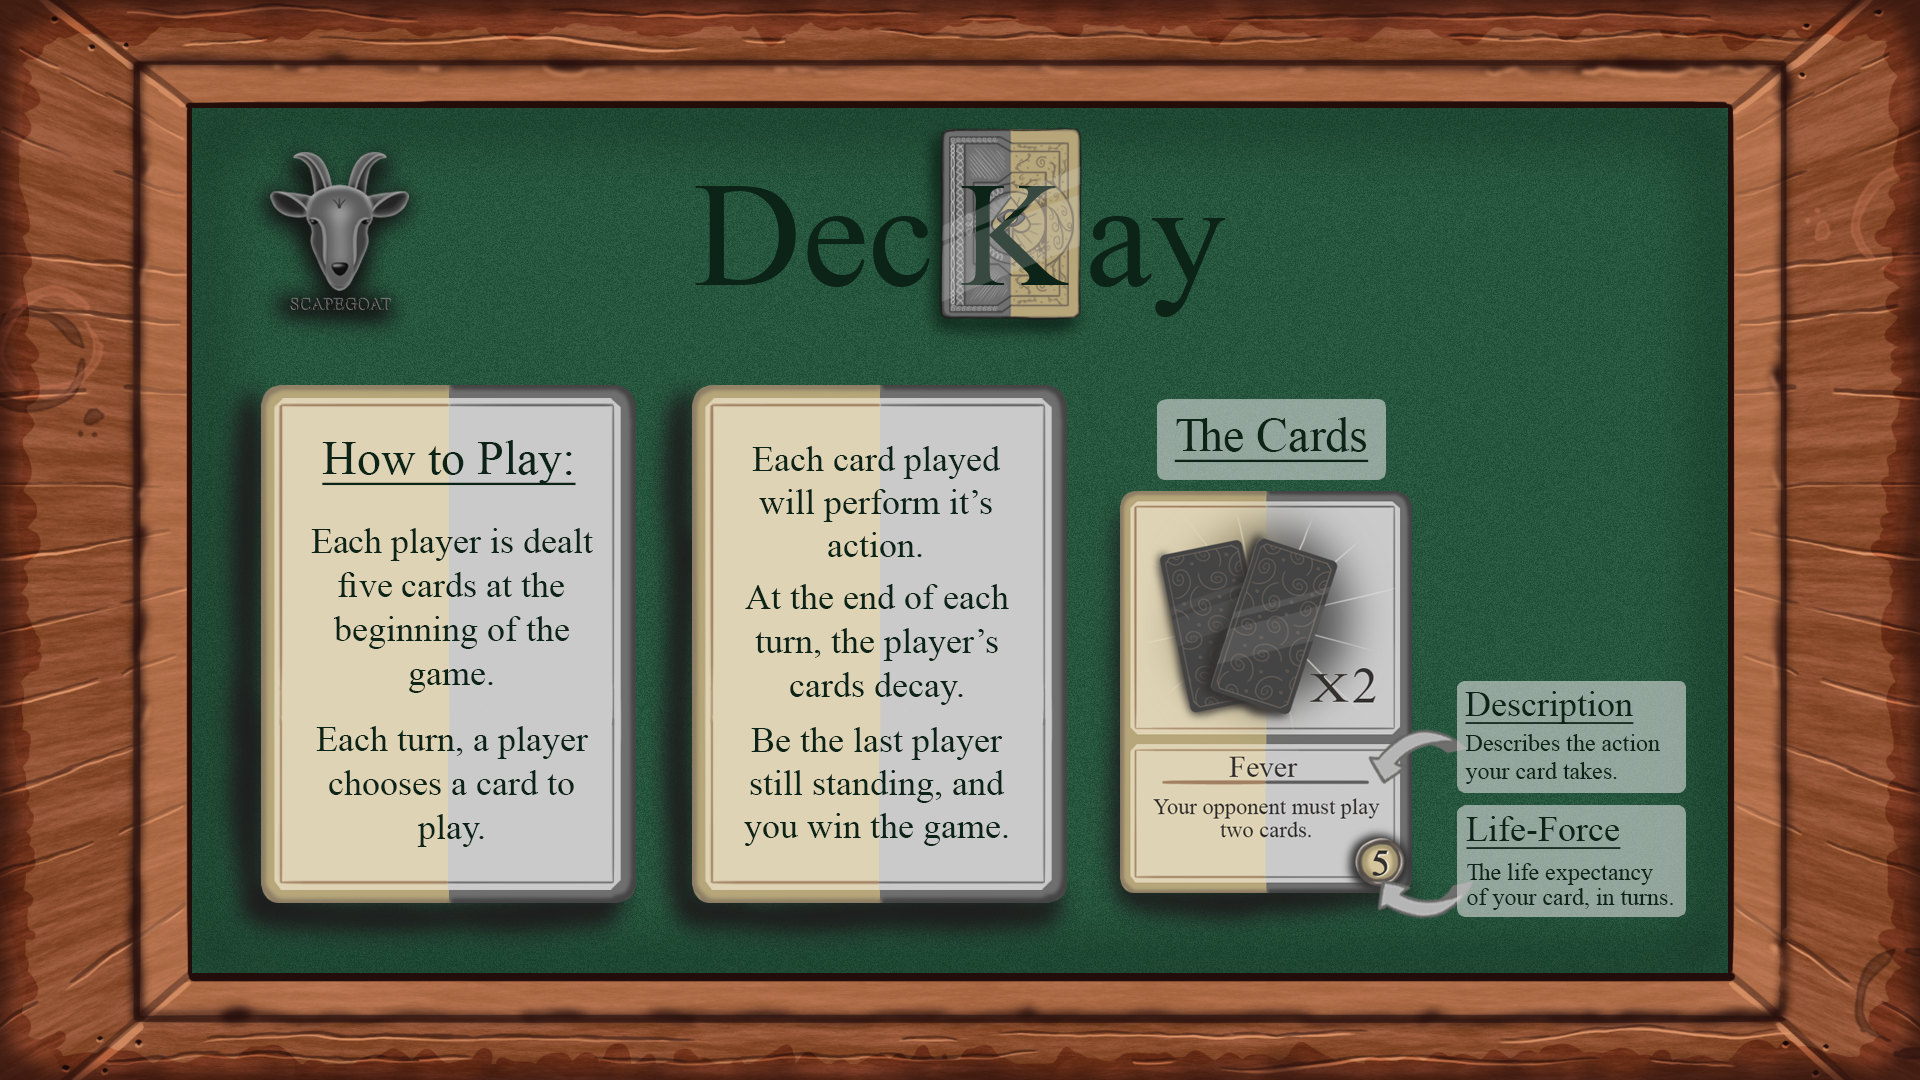 SCAPEGOAT
DecKay
How to Play:
Each player is dealt
five cards at the
beginning of the
game.
Each turn, a player
chooses a card to
play.
Each card played
will perform it’s
action.
At the end of each
turn, the player’s
cards decay.
Be the last player
still standing, and
you win the game.
The Cards
x2
Fever
Your opponent must play
two cards.
5
Description
Describes the action
your card takes.
Life-Force
The life expectancy
of your card, in turns.